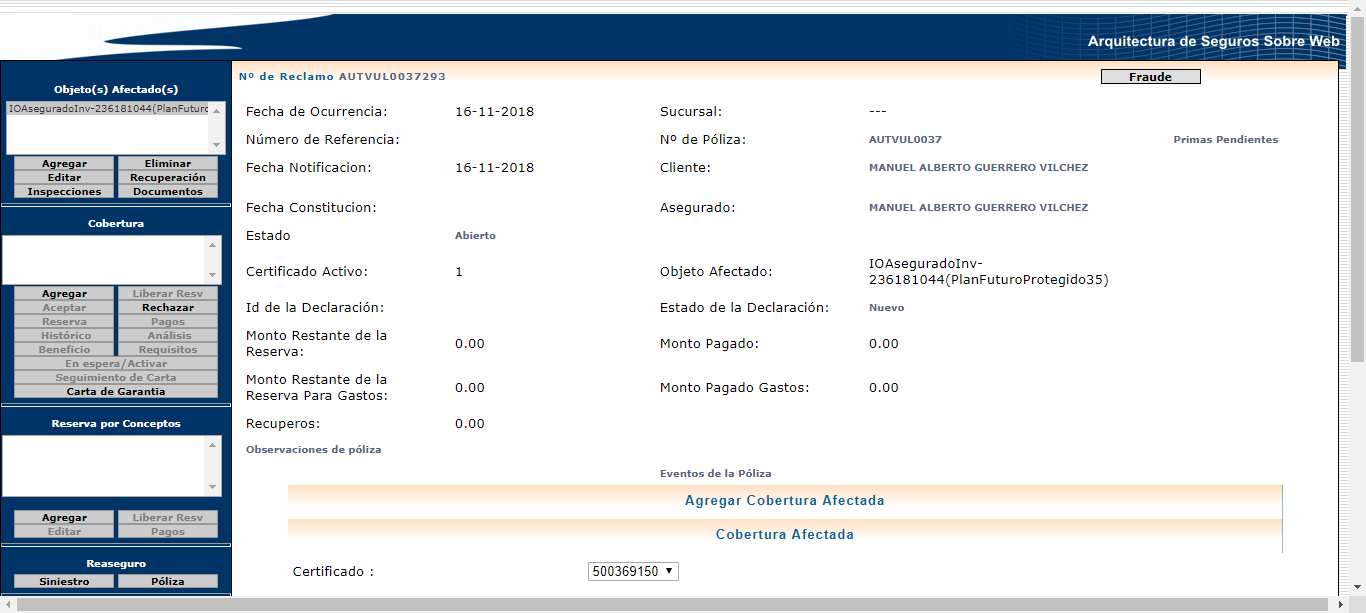 Arquitectura de Seguros Sobre Web
Objeto(s) Afectado(s)
IOAseguradoInv-236181044(PlanFuturo
Agregar Eliminar
Editar Recuperación
Inspecciones Documentos
Cobertura
Agregar Liberar Resv
Aceptar Rechazar
Reserva Pagos
Histórico Análisis
Beneficio Requisitos
En espera/Activar
Seguimiento de Carta
Carta de Garantia
Reserva por Conceptos
Agregar Liberar Resv
Editar Pagos
Reaseguro
Siniestro Póliza
Nº de Reclamo AUTVUL0037293 Fraude
Fecha de Ocurrencia: 16-11-2018 Sucursal: ---
Número de Referencia: Nº de Póliza: AUTVUL0037 Primas Pendientes
Fecha Notificacion: 16-11-2018 Cliente: MANUEL ALBERTO GUERRERO VILCHEZ
Fecha Constitucion: Asegurado: MANUEL ALBERTO GUERRERO VILCHEZ
Estado Abierto
Certificado Activo: 1 Objeto Afectado: IOAseguradoInv-
236181044(PlanFuturoProtegido35)
Id de la Declaración: Estado de la Declaración: Nuevo
Monto Restante de la
Reserva: 0.00 Monto Pagado: 0.00
Monto Restante de la
Reserva Para Gastos: 0.00 Monto Pagado Gastos: 0.00
Recuperos: 0.00
Observaciones de póliza
Eventos de la Póliza
Agregar Cobertura Afectada
Cobertura Afectada
Certificado : 500369150